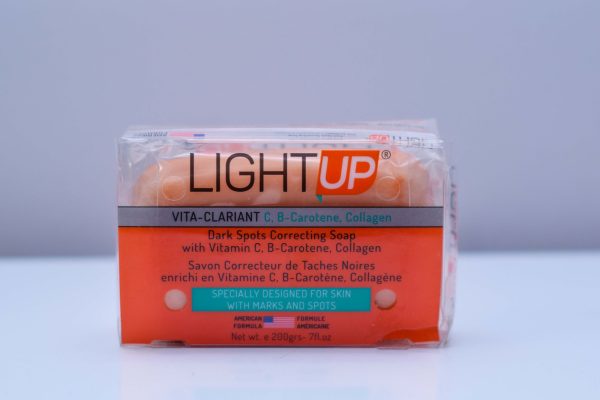 LIGHTUP®
VITA-CLARIANT C, B-Carotene, Collagen
Dark Spots Correcting Soap
with Vitamin C, B-Carotene, Collagen
Savon Correcteur de Taches Noires
enrichi en Vitamine C, B-Carotène, Collagène
SPECIALLY DESIGNED FOR SKIN
WITH MARKS AND SPOTS
AMERICAN FORMULE
FORMULA AMÉRICAINE
Net wt. e 200grs- 7fl.oz